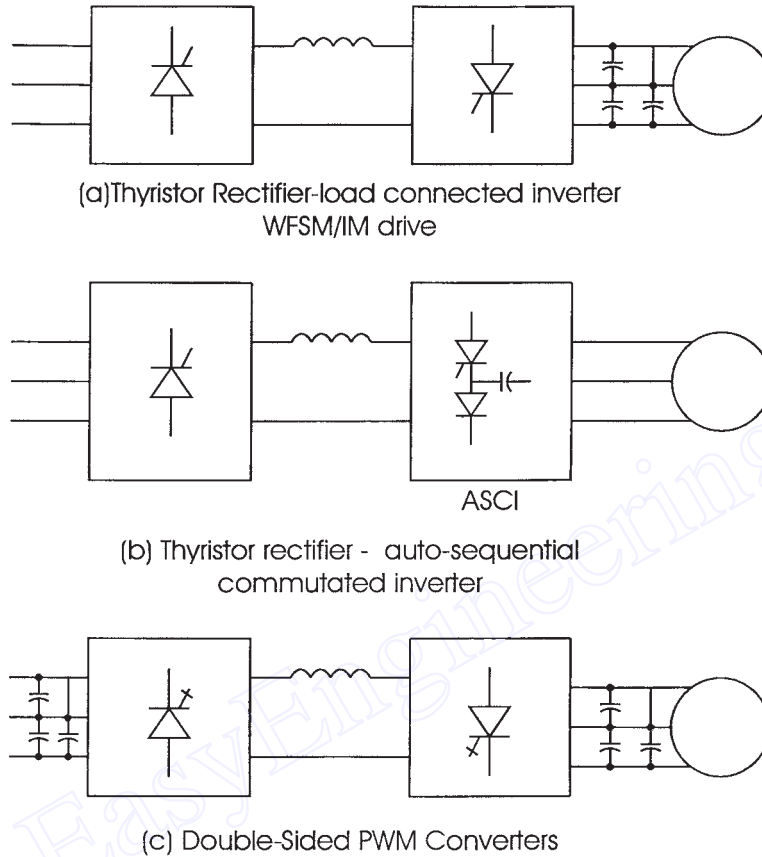 (a)Thyristor Rectifier-load connected inverter
WFSM/IM drive
ASCI
(b) Thyristor rectifier - auto-sequential
commutated inverter
EasyEngineering
(c) Double-Sided PWM Converters